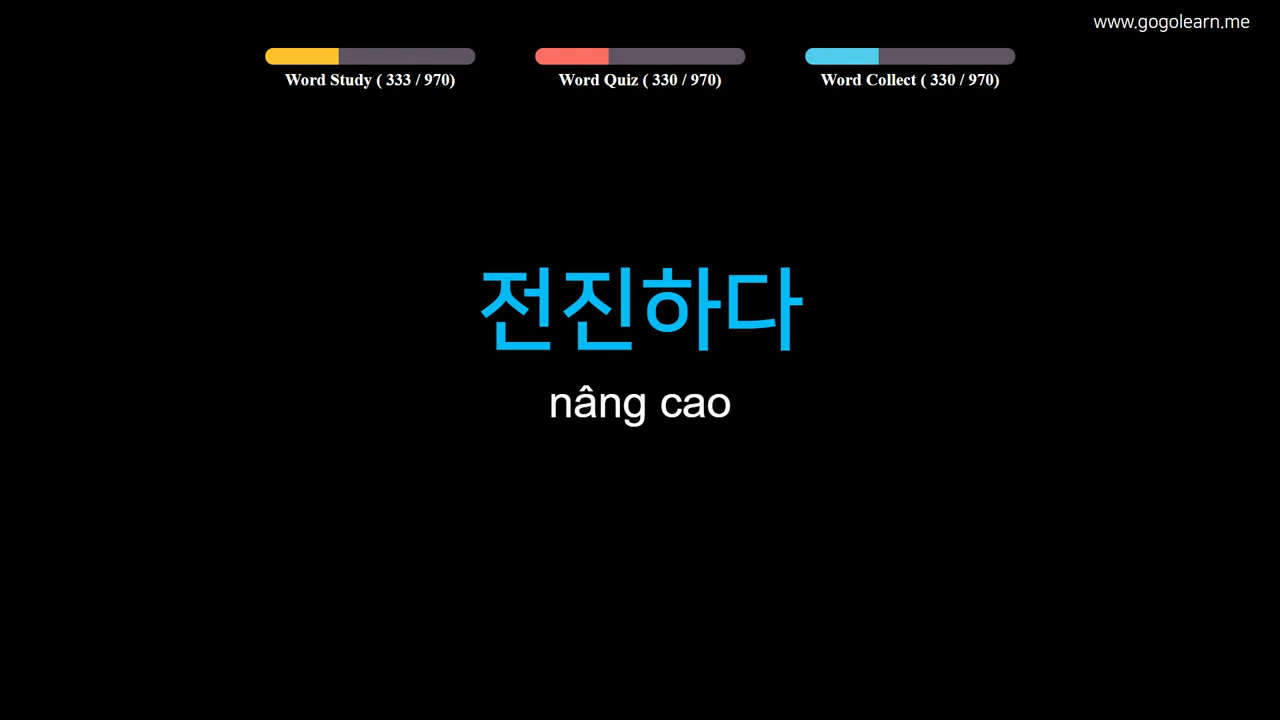 www.gogolearn.me
Word Study ( 333 / 970)
Word Quiz ( 330 / 970)
Word Collect ( 330 / 970)
전진하다
nâng cao